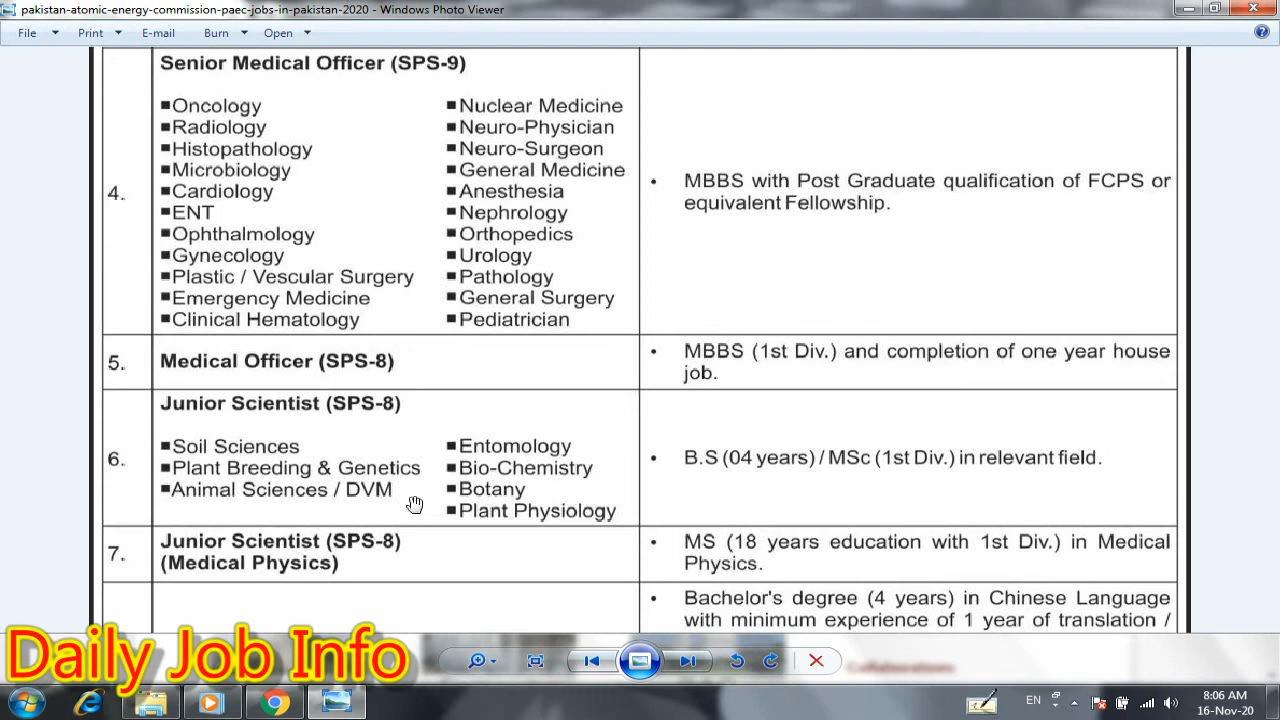 pakistan-atomic-energy-commission-paec-jobs-in-pakistan-2020 - Windows Photo Viewer
File Print E-mail Burn Open
Senior Medical Officer (SPS-9)
4.
▪Oncology ▪Nuclear Medicine
▪Radiology ▪Neuro-Physician
▪Histopathology ▪Neuro-Surgeon
▪Microbiology ▪General Medicine
▪Cardiology ▪Anesthesia
▪ENT ▪Nephrology
▪Ophthalmology ▪Orthopedics
▪Gynecology ▪Urology
▪Plastic / Vescular Surgery ▪Pathology
▪Emergency Medicine ▪General Surgery
▪Clinical Hematology ▪Pediatrician
• MBBS with Post Graduate qualification of FCPS or
equivalent Fellowship.
5. Medical Officer (SPS-8)
• MBBS (1st Div.) and completion of one year house
job.
6.
Junior Scientist (SPS-8)
▪Soil Sciences ▪Entomology
▪Plant Breeding & Genetics ▪Bio-Chemistry
▪Animal Sciences / DVM ▪Botany
▪Plant Physiology
• B.S (04 years) / MSc (1st Div.) in relevant field.
7.
Junior Scientist (SPS-8)
(Medical Physics)
• MS (18 years education with 1st Div.) in Medical
Physics.
• Bachelor's degree (4 years) in Chinese Language
with minimum experience of 1 year of translation /
Daily Job Info
Collaborations
EN
8:06 AM
16-Nov-20